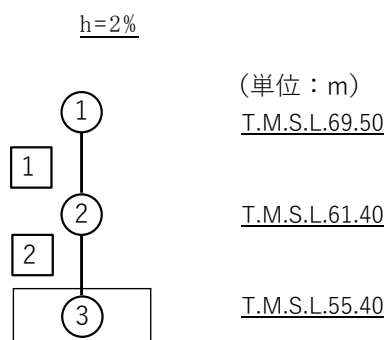 h=2%
(単位：m)
① T.M.S.L.69.50
1
② T.M.S.L.61.40
2
③ T.M.S.L.55.40